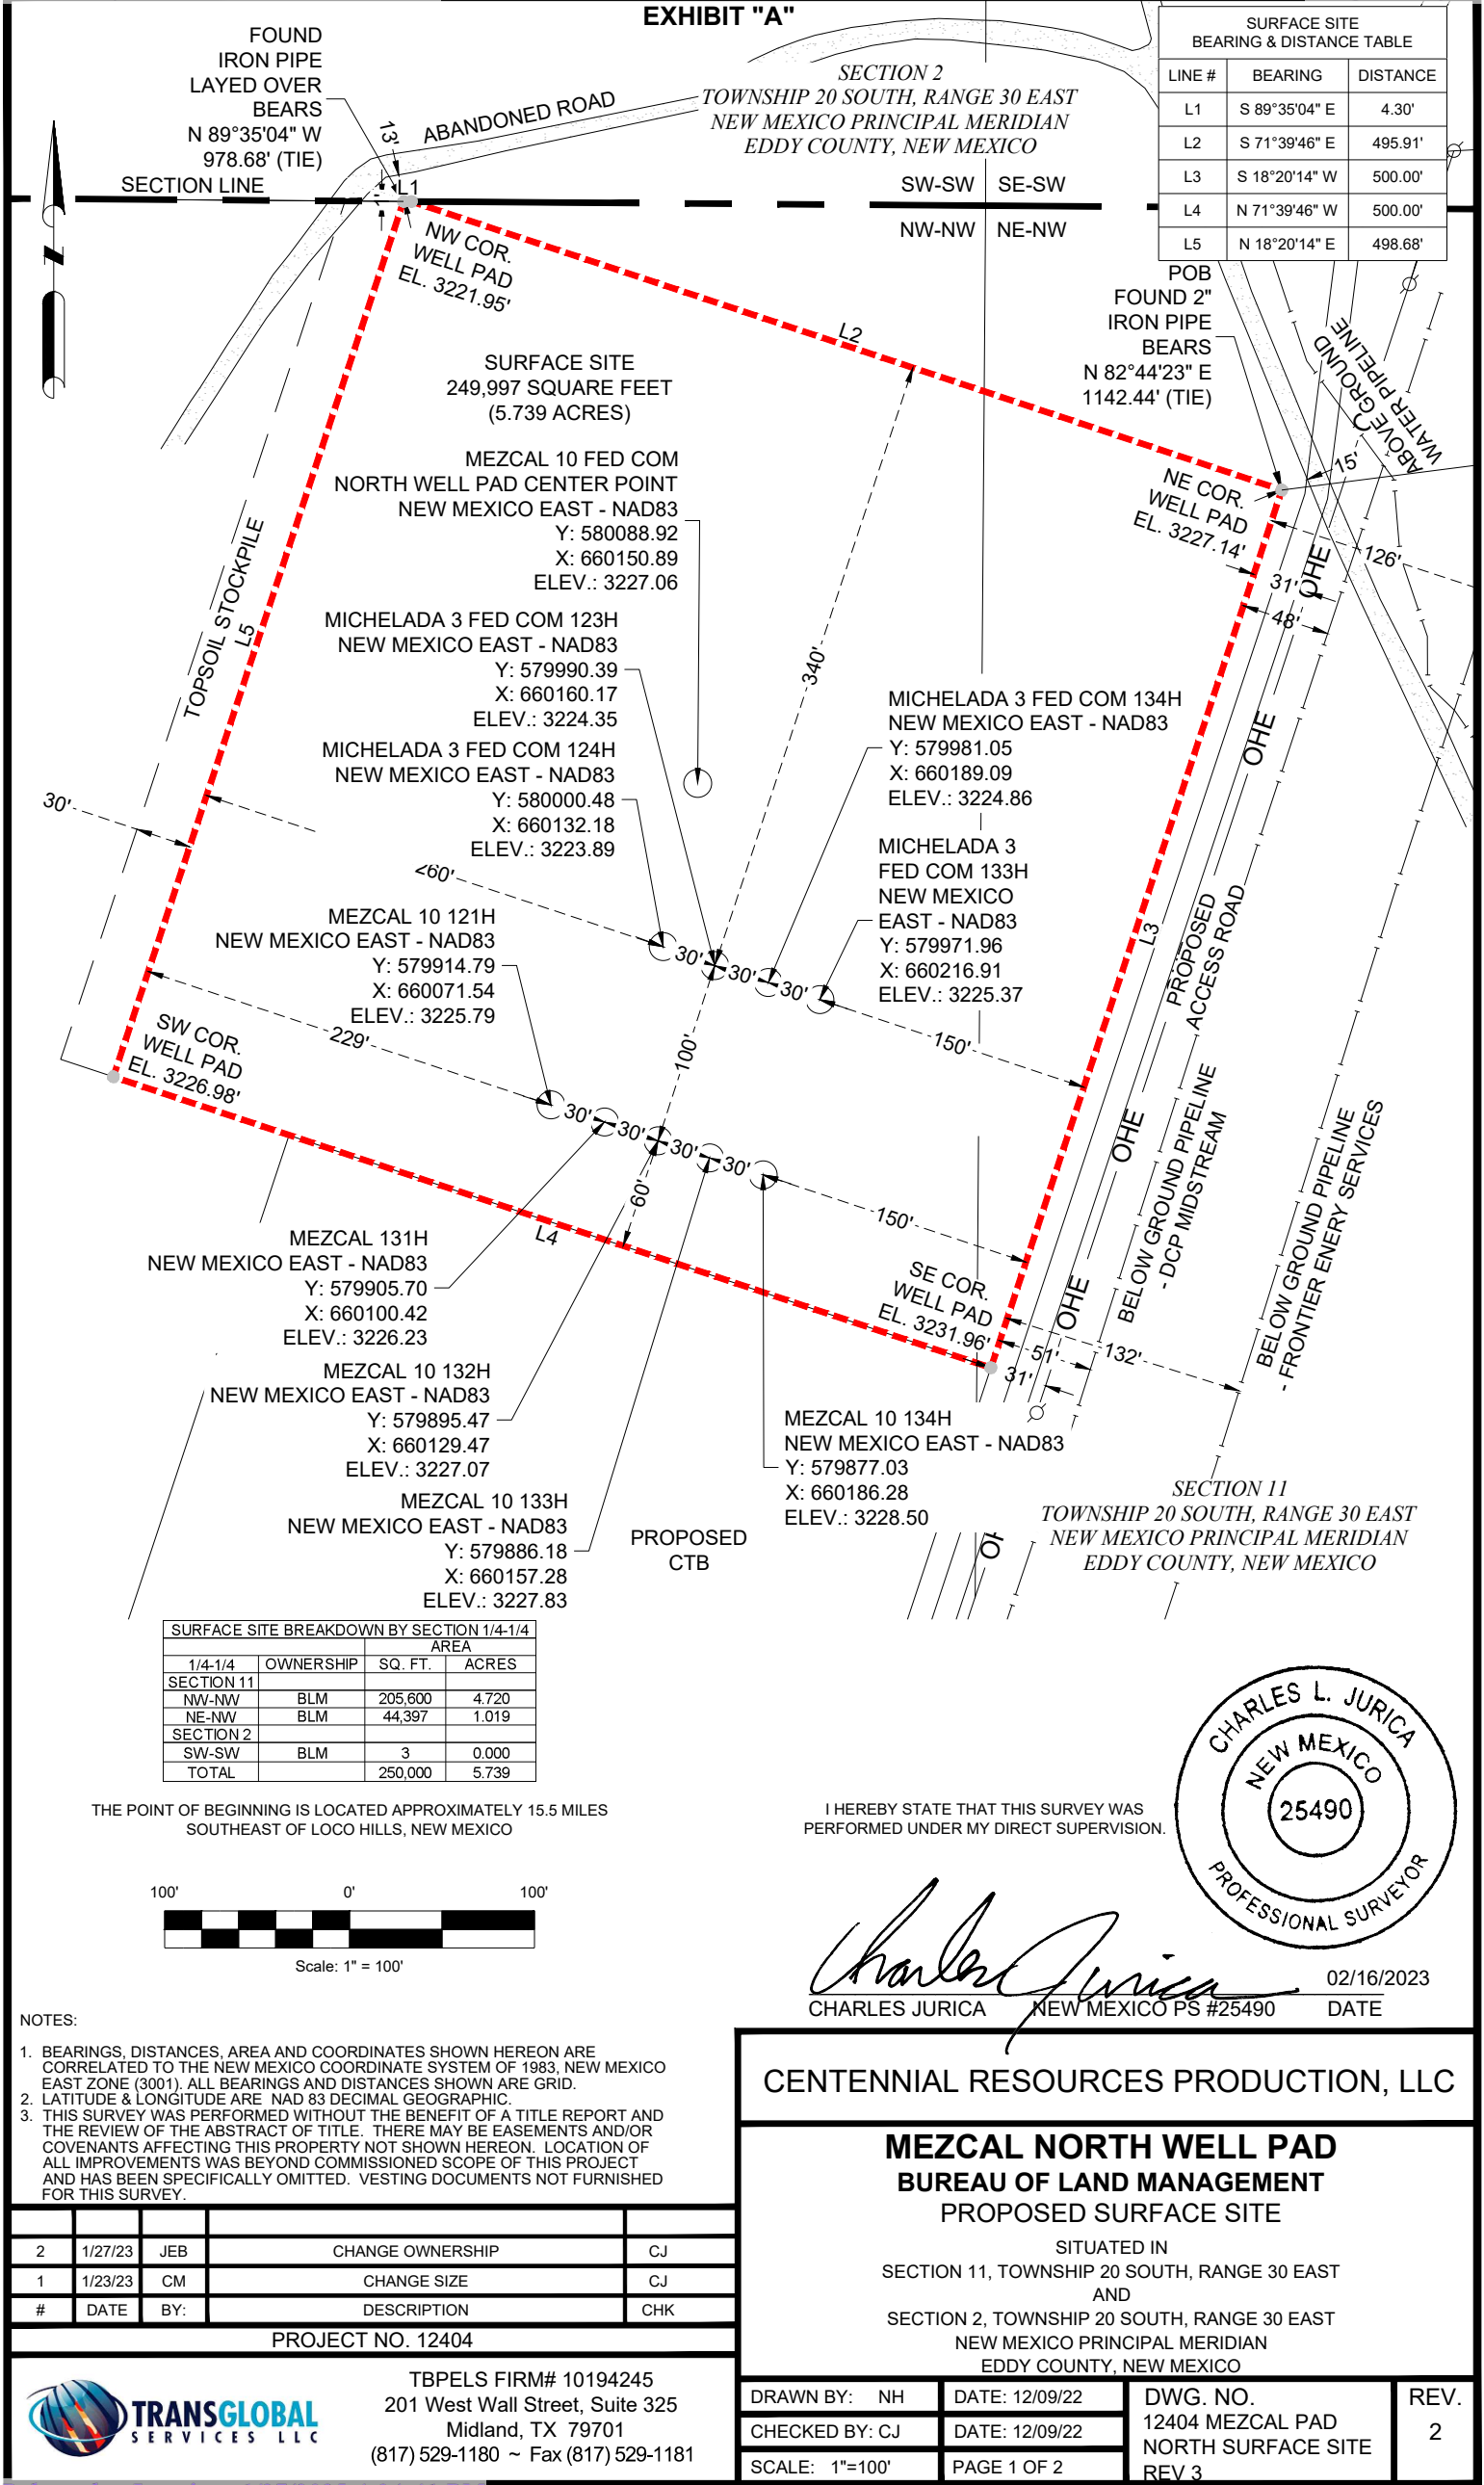 EXHIBIT "A"
FOUND
IRON PIPE
LAYED OVER
BEARS
N 89°35'04" W
978.68' (TIE)
SECTION LINE
13'
ABANDONED ROAD
L1
SECTION 2
TOWNSHIP 20 SOUTH, RANGE 30 EAST
NEW MEXICO PRINCIPAL MERIDIAN
EDDY COUNTY, NEW MEXICO
SW-SW SE-SW
NW-NW NE-NW
SURFACE SITE
BEARING & DISTANCE TABLE
LINE # BEARING DISTANCE
L1 S 89°35'04" E 4.30'
L2 S 71°39'46" E 495.91'
L3 S 18°20'14" W 500.00'
L4 N 71°39'46" W 500.00'
L5 N 18°20'14" E 498.68'
N
NW COR.
WELL PAD
EL. 3221.95'
L2
POB
FOUND 2"
IRON PIPE
BEARS
N 82°44'23" E
1142.44' (TIE)
ABOVE GROUND
WATER PIPELINE
15'
SURFACE SITE
249,997 SQUARE FEET
(5.739 ACRES)
MEZCAL 10 FED COM
NORTH WELL PAD CENTER POINT
NEW MEXICO EAST - NAD83
Y: 580088.92
X: 660150.89
ELEV.: 3227.06
NE COR.
WELL PAD
EL. 3227.14'
126'
31'
48'
OHE
TOPSOIL STOCKPILE
L5
MICHELADA 3 FED COM 123H
NEW MEXICO EAST - NAD83
Y: 579990.39
X: 660160.17
ELEV.: 3224.35
340'
MICHELADA 3 FED COM 124H
NEW MEXICO EAST - NAD83
Y: 580000.48
X: 660132.18
ELEV.: 3223.89
MICHELADA 3 FED COM 134H
NEW MEXICO EAST - NAD83
Y: 579981.05
X: 660189.09
ELEV.: 3224.86
MICHELADA 3
FED COM 133H
NEW MEXICO
EAST - NAD83
Y: 579971.96
X: 660216.91
ELEV.: 3225.37
OHE
30'
260'
30' 30' 30'
150'
L3
PROPOSED
ACCESS ROAD
MEZCAL 10 121H
NEW MEXICO EAST - NAD83
Y: 579914.79
X: 660071.54
ELEV.: 3225.79
229'
100'
SW COR.
WELL PAD
EL. 3226.98'
30' 30' 30' 30'
60'
150'
OHE
BELOW GROUND PIPELINE
- DCP MIDSTREAM
BELOW GROUND PIPELINE
- FRONTIER ENERY SERVICES
L4
SE COR.
WELL PAD
EL. 3231.96'
OHE
51'
132'
31'
MEZCAL 131H
NEW MEXICO EAST - NAD83
Y: 579905.70
X: 660100.42
ELEV.: 3226.23
MEZCAL 10 132H
NEW MEXICO EAST - NAD83
Y: 579895.47
X: 660129.47
ELEV.: 3227.07
MEZCAL 10 133H
NEW MEXICO EAST - NAD83
Y: 579886.18
X: 660157.28
ELEV.: 3227.83
MEZCAL 10 134H
NEW MEXICO EAST - NAD83
Y: 579877.03
X: 660186.28
ELEV.: 3228.50
PROPOSED
CTB
SECTION 11
TOWNSHIP 20 SOUTH, RANGE 30 EAST
NEW MEXICO PRINCIPAL MERIDIAN
EDDY COUNTY, NEW MEXICO
SURFACE SITE BREAKDOWN BY SECTION 1/4-1/4
AREA
1/4-1/4 OWNERSHIP SQ. FT. ACRES
SECTION 11
NW-NW BLM 205,600 4.720
NE-NW BLM 44,397 1.019
SECTION 2
SW-SW BLM 3 0.000
TOTAL 250,000 5.739
THE POINT OF BEGINNING IS LOCATED APPROXIMATELY 15.5 MILES
SOUTHEAST OF LOCO HILLS, NEW MEXICO
100' 0' 100'
Scale: 1" = 100'
I HEREBY STATE THAT THIS SURVEY WAS
PERFORMED UNDER MY DIRECT SUPERVISION.
CHARLES L. JURICA
NEW MEXICO
25490
PROFESSIONAL SURVEYOR
Charles Jurica
02/16/2023
CHARLES JURICA NEW MEXICO PS #25490 DATE
NOTES:
1. BEARINGS, DISTANCES, AREA AND COORDINATES SHOWN HEREON ARE
CORRELATED TO THE NEW MEXICO COORDINATE SYSTEM OF 1983, NEW MEXICO
EAST ZONE (3001). ALL BEARINGS AND DISTANCES SHOWN ARE GRID.
2. LATITUDE & LONGITUDE ARE NAD 83 DECIMAL GEOGRAPHIC.
3. THIS SURVEY WAS PERFORMED WITHOUT THE BENEFIT OF A TITLE REPORT AND
THE REVIEW OF THE ABSTRACT OF TITLE. THERE MAY BE EASEMENTS AND/OR
COVENANTS AFFECTING THIS PROPERTY NOT SHOWN HEREON. LOCATION OF
ALL IMPROVEMENTS WAS BEYOND COMMISSIONED SCOPE OF THIS PROJECT
AND HAS BEEN SPECIFICALLY OMITTED. VESTING DOCUMENTS NOT FURNISHED
FOR THIS SURVEY.
2 1/27/23 JEB CHANGE OWNERSHIP CJ
1 1/23/23 CM CHANGE SIZE CJ
# DATE BY: DESCRIPTION CHK
PROJECT NO. 12404
TRANSGLOBAL
SERVICES LLC
TBPELS FIRM# 10194245
201 West Wall Street, Suite 325
Midland, TX 79701
(817) 529-1180 ~ Fax (817) 529-1181
CENTENNIAL RESOURCES PRODUCTION, LLC
MEZCAL NORTH WELL PAD
BUREAU OF LAND MANAGEMENT
PROPOSED SURFACE SITE
SITUATED IN
SECTION 11, TOWNSHIP 20 SOUTH, RANGE 30 EAST
AND
SECTION 2, TOWNSHIP 20 SOUTH, RANGE 30 EAST
NEW MEXICO PRINCIPAL MERIDIAN
EDDY COUNTY, NEW MEXICO
DRAWN BY: NH DATE: 12/09/22
CHECKED BY: CJ DATE: 12/09/22
SCALE: 1"=100' PAGE 1 OF 2
DWG. NO.
12404 MEZCAL PAD
NORTH SURFACE SITE
REV 3
REV.
2